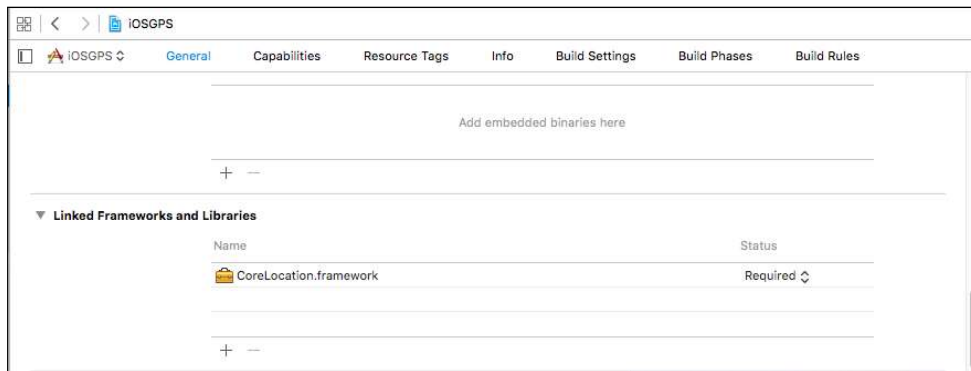 iOSGPS
iOSGPS General Capabilities Resource Tags Info Build Settings Build Phases Build Rules
Add embedded binaries here
Linked Frameworks and Libraries
Name Status
CoreLocation.framework Required